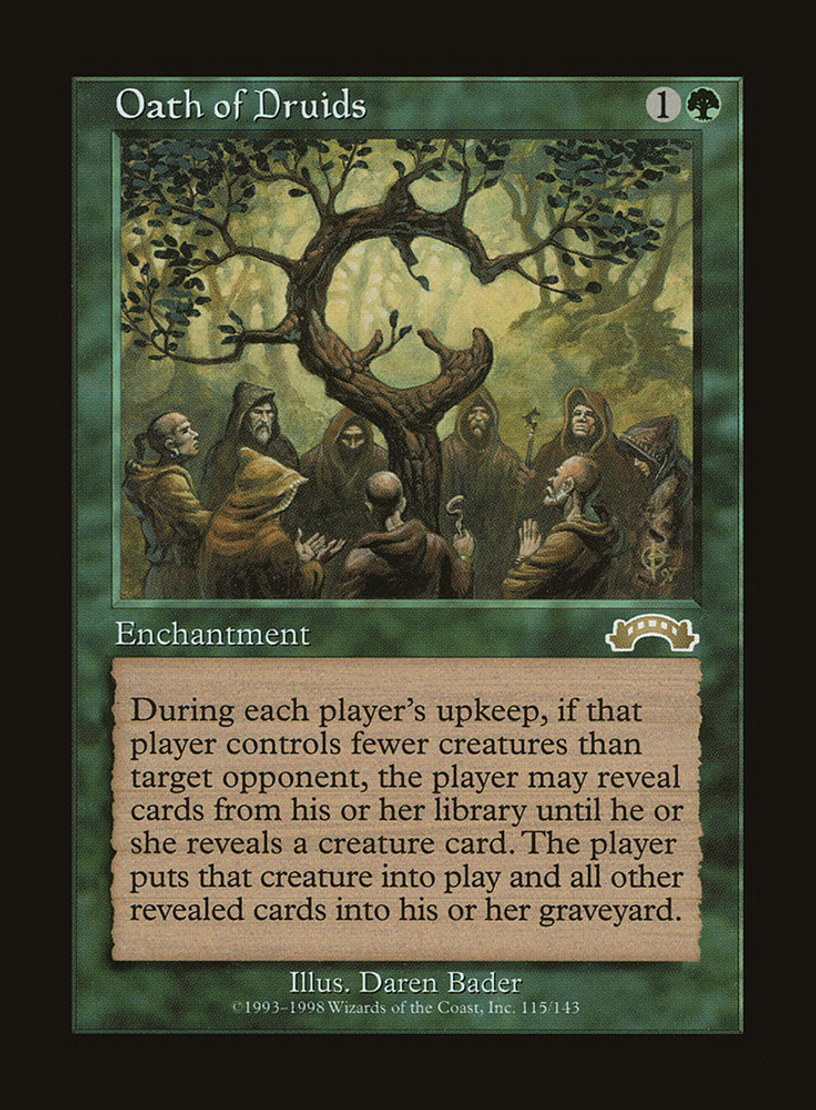 Oath of Druids 1
Enchantment
During each player's upkeep, if that
player controls fewer creatures than
target opponent, the player may reveal
cards from his or her library until he or
she reveals a creature card. The player
puts that creature into play and all other
revealed cards into his or her graveyard.
Illus. Daren Bader
©1993–1998 Wizards of the Coast, Inc. 115/143